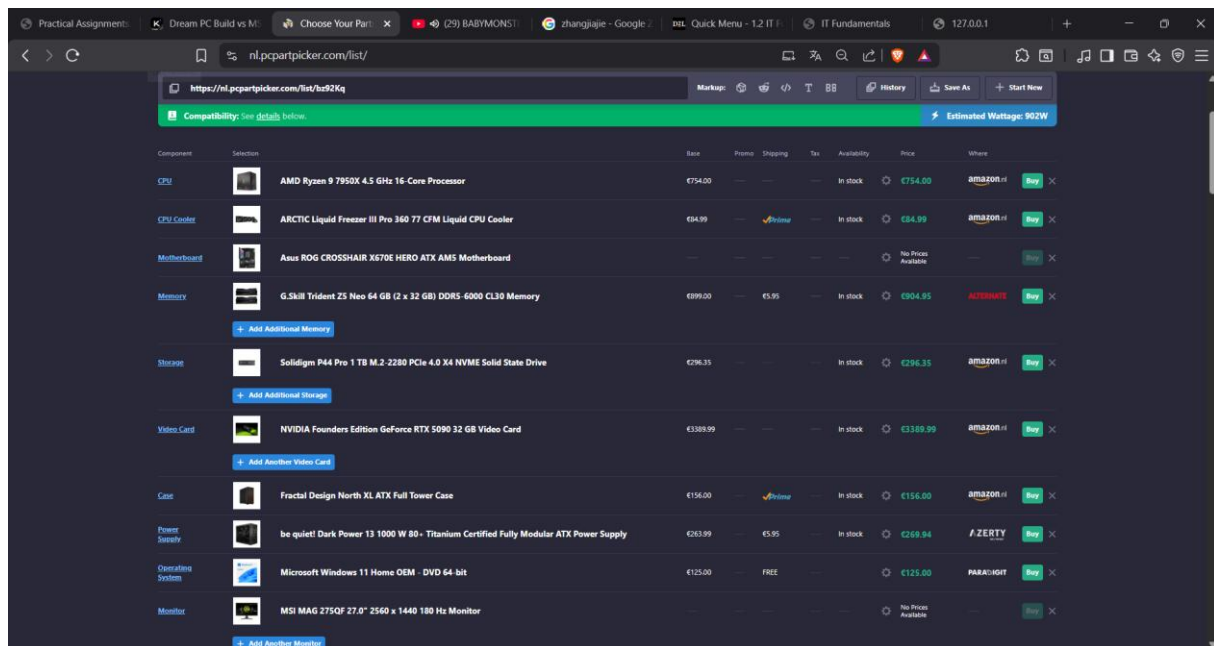 Practical Assignments
Dream PC Build vs M
Choose Your Part
(29) BABYMONST
zhangjiajie - Google
DSL Quick Menu - 1.2 IT F
IT Fundamentals
127.0.0.1
nl.pcpartpicker.com/list/
https://nl.pcpartpicker.com/list/bz92Kq
Markup:
History
Save As
+ Start New
Compatibility: See details below.
Estimated Wattage: 902W
Component Selection Base Promo Shipping Tax Availability Price Where
CPU AMD Ryzen 9 7950X 4.5 GHz 16-Core Processor €754.00 — — — In stock €754.00 amazon.nl Buy
CPU Cooler ARCTIC Liquid Freezer III Pro 360 77 CFM Liquid CPU Cooler €84.99 — Prime — In stock €84.99 amazon.nl Buy
Motherboard Asus ROG CROSSHAIR X670E HERO ATX AM5 Motherboard — — — — — No Prices Available — Buy
Memory G.Skill Trident Z5 Neo 64 GB (2 x 32 GB) DDR5-6000 CL30 Memory €899.00 — €5.95 — In stock €904.95 ALTERNATE Buy
+ Add Additional Memory
Storage Solidigm P44 Pro 1 TB M.2-2280 PCIe 4.0 X4 NVME Solid State Drive €296.35 — — — In stock €296.35 amazon.nl Buy
+ Add Additional Storage
Video Card NVIDIA Founders Edition GeForce RTX 5090 32 GB Video Card €3389.99 — — — In stock €3389.99 amazon.nl Buy
+ Add Another Video Card
Case Fractal Design North XL ATX Full Tower Case €156.00 — Prime — In stock €156.00 amazon.nl Buy
Power Supply be quiet! Dark Power 13 1000 W 80+ Titanium Certified Fully Modular ATX Power Supply €263.99 — €5.95 — In stock €269.94 AZERTY Buy
Operating System Microsoft Windows 11 Home OEM - DVD 64-bit €125.00 FREE — €125.00 PARADIGIT Buy
Monitor MSI MAG 275QF 27.0" 2560 x 1440 180 Hz Monitor — — — — No Prices Available — Buy
+ Add Another Monitor